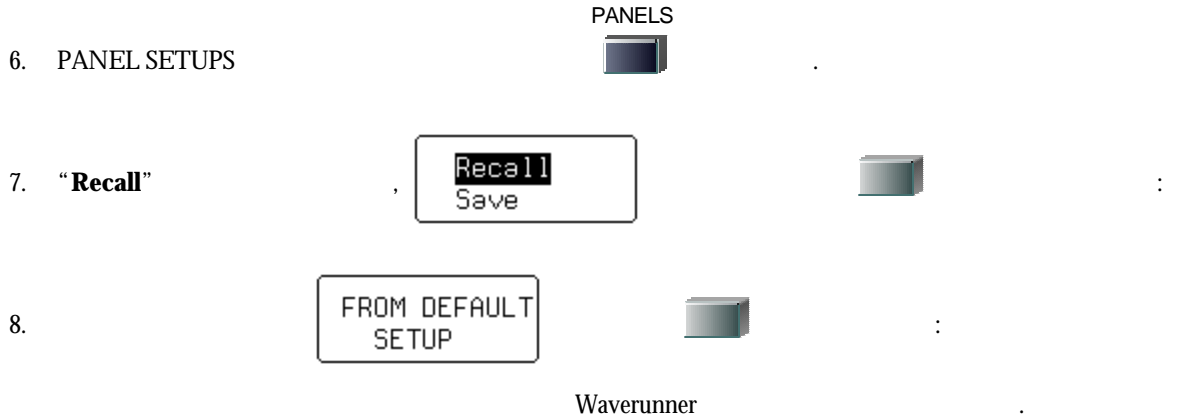 PANELS
6. PANEL SETUPS .
7. “Recall” , Recall :
Save
8. FROM DEFAULT :
SETUP
Waverunner .